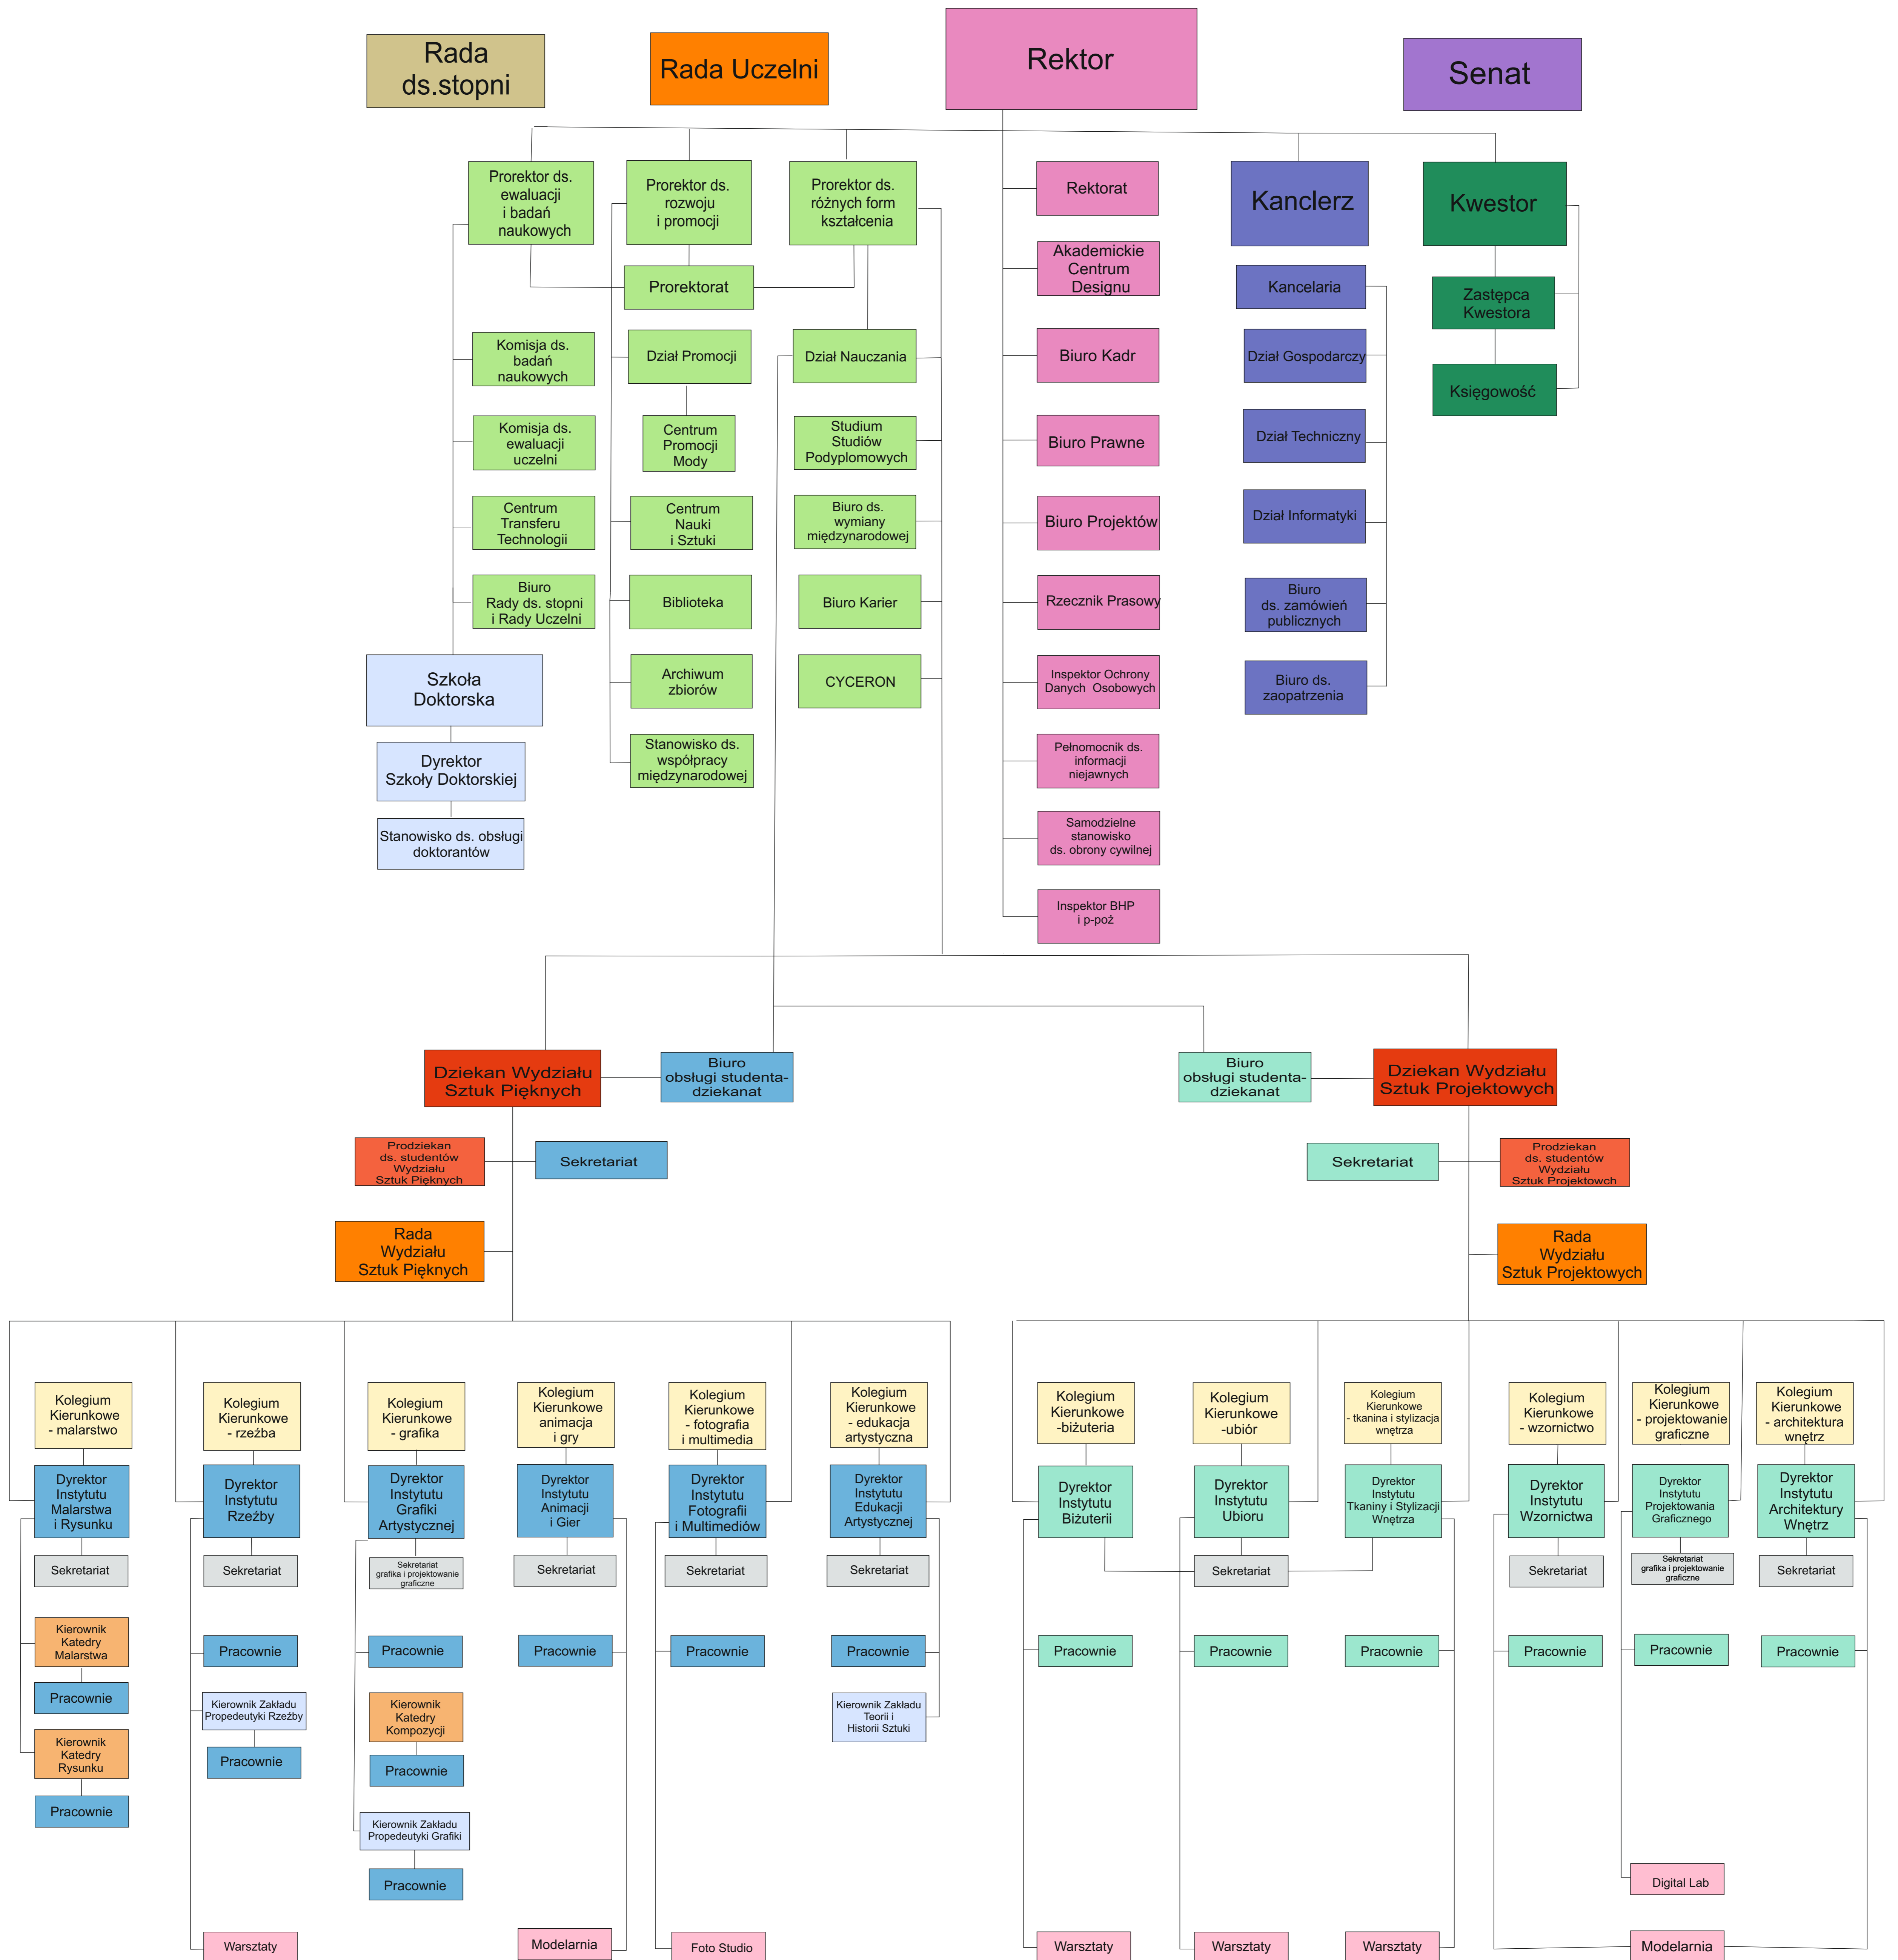 Rada
ds.stopni
Rada Uczelni
Rektor
Senat
Prorektor ds.
ewaluacji
i badań
naukowych
Prorektor ds.
rozwoju
i promocji
Prorektor ds.
różnych form
kształcenia
Rektorat
Kanclerz
Kwestor
Prorektorat
Akademickie
Centrum
Designu
Kancelaria
Zastępca
Kwestora
Komisja ds.
badań
naukowych
Dział Promocji
Dział Nauczania
Biuro Kadr
Dział Gospodarczy
Księgowość
Komisja ds.
ewaluacji
uczelni
Centrum
Promocji
Mody
Studium
Studiów
Podyplomowych
Biuro Prawne
Dział Techniczny
Centrum
Transferu
Technologii
Centrum
Nauki
i Sztuki
Biuro ds.
wymiany
międzynarodowej
Biuro Projektów
Dział Informatyki
Biuro
Rady ds. stopni
i Rady Uczelni
Biblioteka
Biuro Karier
Rzecznik Prasowy
Biuro
ds. zamówień
publicznych
Szkoła
Doktorska
Archiwum
zbiorów
CYCERON
Inspektor Ochrony
Danych Osobowych
Biuro ds.
zaopatrzenia
Dyrektor
Szkoły Doktorskiej
Stanowisko ds.
współpracy
międzynarodowej
Pełnomocnik ds.
informacji
niejawnych
Stanowisko ds. obsługi
doktorantów
Samodzielne
stanowisko
ds. obrony cywilnej
Inspektor BHP
i p-poż
Dziekan Wydziału
Sztuk Pięknych
Biuro
obsługi studenta-
dziekanat
Biuro
obsługi studenta-
dziekanat
Dziekan Wydziału
Sztuk Projektowych
Prodziekan
ds. studentów
Wydziału
Sztuk Pięknych
Sekretariat
Sekretariat
Prodziekan
ds. studentów
Wydziału
Sztuk Projektowch
Rada
Wydziału
Sztuk Pięknych
Rada
Wydziału
Sztuk Projektowych
Kolegium
Kierunkowe
- malarstwo
Kolegium
Kierunkowe
- rzeźba
Kolegium
Kierunkowe
- grafika
Kolegium
Kierunkowe
animacja
i gry
Kolegium
Kierunkowe
- fotografia
i multimedia
Kolegium
Kierunkowe
- edukacja
artystyczna
Kolegium
Kierunkowe
-biżuteria
Kolegium
Kierunkowe
-ubiór
Kolegium
Kierunkowe
- tkanina i stylizacja
wnętrza
Kolegium
Kierunkowe
- wzornictwo
Kolegium
Kierunkowe
- projektowanie
graficzne
Kolegium
Kierunkowe
- architektura
wnętrz
Dyrektor
Instytutu
Malarstwa
i Rysunku
Dyrektor
Instytutu
Rzeźby
Dyrektor
Instytutu
Grafiki
Artystycznej
Dyrektor
Instytutu
Animacji
i Gier
Dyrektor
Instytutu
Fotografii
i Multimediów
Dyrektor
Instytutu
Edukacji
Artystycznej
Dyrektor
Instytutu
Biżuterii
Dyrektor
Instytutu
Ubioru
Dyrektor
Instytutu
Tkaniny i Stylizacji
Wnętrza
Dyrektor
Instytutu
Wzornictwa
Dyrektor
Instytutu
Projektowania
Graficznego
Dyrektor
Instytutu
Architektury
Wnętrz
Sekretariat
Sekretariat
Sekretariat
grafika i projektowanie
graficzne
Sekretariat
Sekretariat
Sekretariat
Sekretariat
Sekretariat
Sekretariat
grafika i projektowanie
graficzne
Sekretariat
Kierownik
Katedry
Malarstwa
Pracownie
Pracownie
Pracownie
Pracownie
Pracownie
Pracownie
Pracownie
Pracownie
Pracownie
Pracownie
Pracownie
Pracownie
Kierownik Zakładu
Propedeutyki Rzeźby
Kierownik
Katedry
Kompozycji
Kierownik Zakładu
Teorii i
Historii Sztuki
Kierownik
Katedry
Rysunku
Pracownie
Pracownie
Pracownie
Kierownik Zakładu
Propedeutyki Grafiki
Pracownie
Digital Lab
Warsztaty
Modelarnia
Foto Studio
Warsztaty
Warsztaty
Warsztaty
Modelarnia